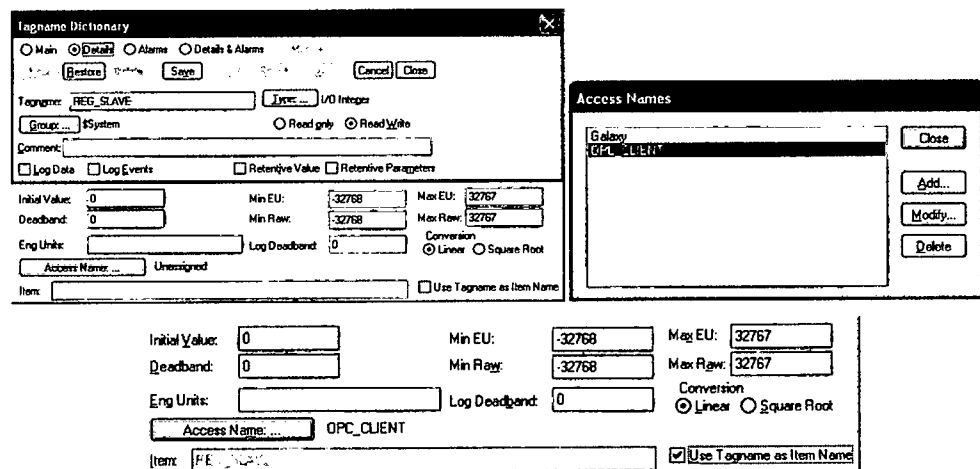 Tagname Dictionary
Main Details Alarms Details & Alarms
Restore Save Cancel Close
Tagname: REG_SLAVE Type: ... I/O Integer
Group: ... $System Read only Read Write
Comment:
Log Data Log Events Retentive Value Retentive Parameters
Initial Value: 0 Min EU: -32768 Max EU: 32767
Deadband: 0 Min Raw: -32768 Max Raw: 32767
Eng Units: Log Deadband: 0 Conversion
Linear Square Root
Access Name: ... Unassigned
Item: Use Tagname as Item Name
Access Names
Galaxy
OPC_CLIENT
Close
Add...
Modify...
Delete
Initial Value: 0 Min EU: -32768 Max EU: 32767
Deadband: 0 Min Raw: -32768 Max Raw: 32767
Eng Units: Log Deadband: 0 Conversion
Linear Square Root
Access Name: ... OPC_CLIENT
Item: Use Tagname as Item Name